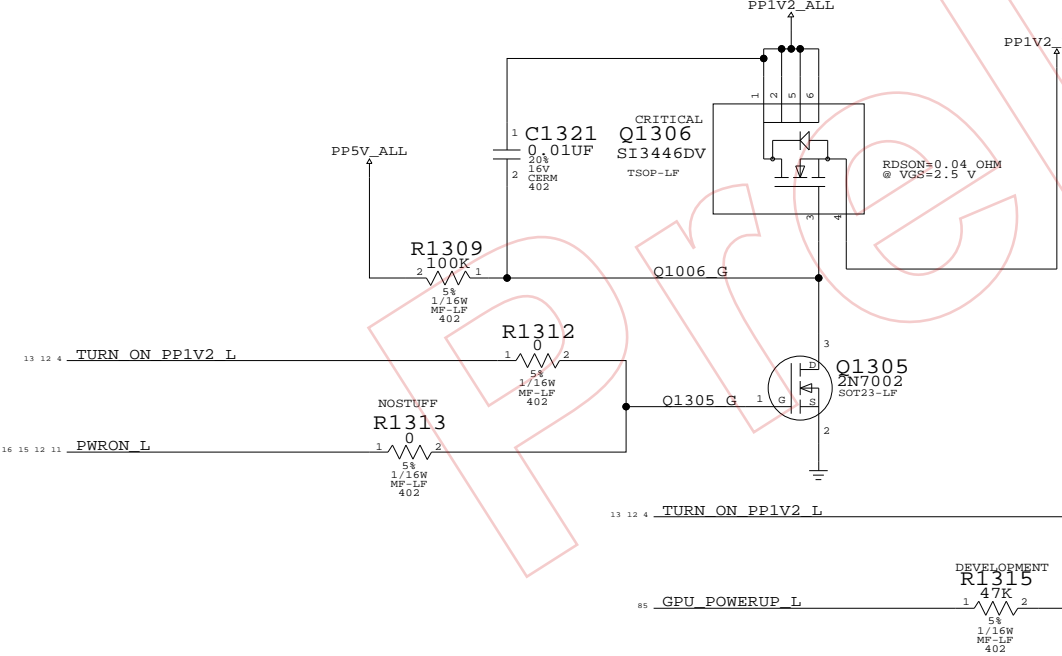 PP1V2_ALL
PP1V2_
1
2
5
6
CRITICAL
Q1306
SI3446DV
TSOP-LF
1
C1321
0.01UF
20%
16V
2
CERM
402
RDSON=0.04 OHM
@ VGS=2.5 V
PP5V_ALL
3
4
R1309
100K
2
1
5%
1/16W
MF-LF
402
Q1006_G
R1312
0
1
2
5%
1/16W
MF-LF
402
13 12 4 TURN_ON_PP1V2_L
3
D
Q1305
2N7002
SOT23-LF
Q1305_G
1
G
S
2
NOSTUFF
R1313
0
1
2
5%
1/16W
MF-LF
402
16 15 12 11 PWRON_L
13 12 4 TURN_ON_PP1V2_L
DEVELOPMENT
R1315
47K
1
2
5%
1/16W
MF-LF
402
85 GPU_POWERUP_L
Pre